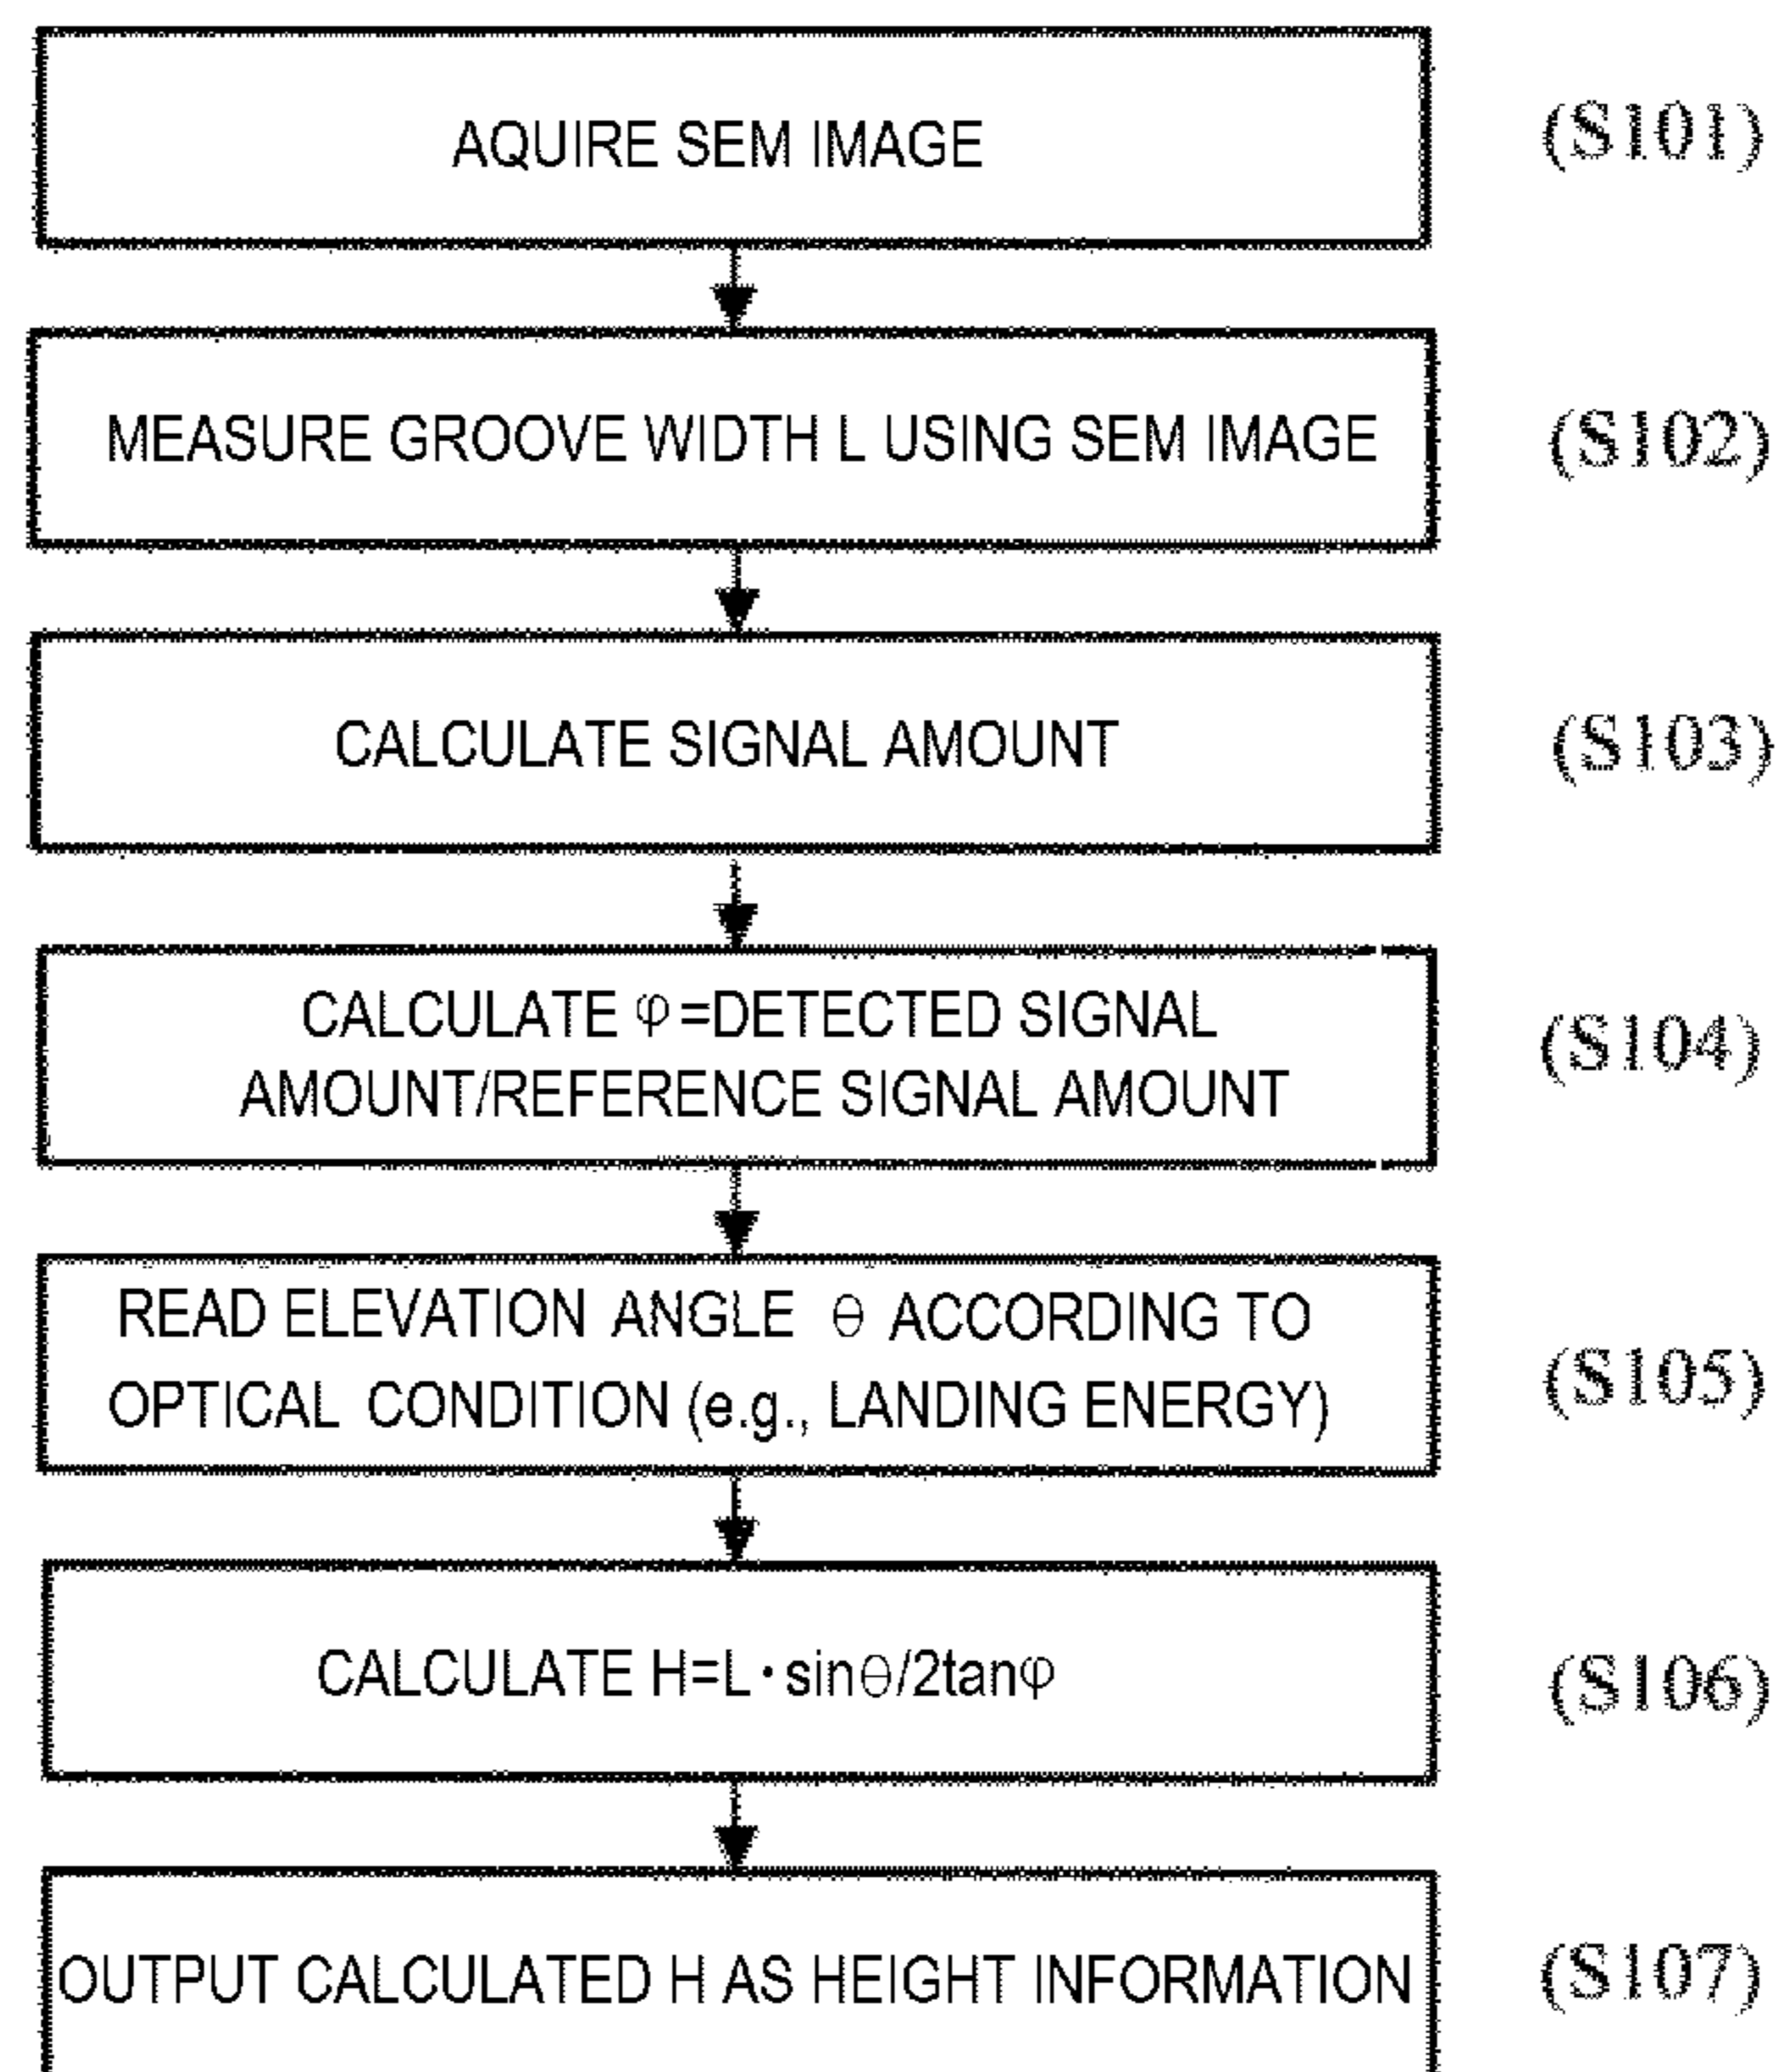 AQUIRE SEM IMAGE
(S101)
MEASURE GROOVE WIDTH L USING SEM IMAGE
(S102)
CALCULATE SIGNAL AMOUNT
(S103)
CALCULATE φ=DETECTED SIGNAL
AMOUNT/REFERENCE SIGNAL AMOUNT
(S104)
READ ELEVATION ANGLE θ ACCORDING TO
OPTICAL CONDITION (e.g., LANDING ENERGY)
(S105)
CALCULATE H=L・sinθ/2tanφ
(S106)
OUTPUT CALCULATED H AS HEIGHT INFORMATION
(S107)